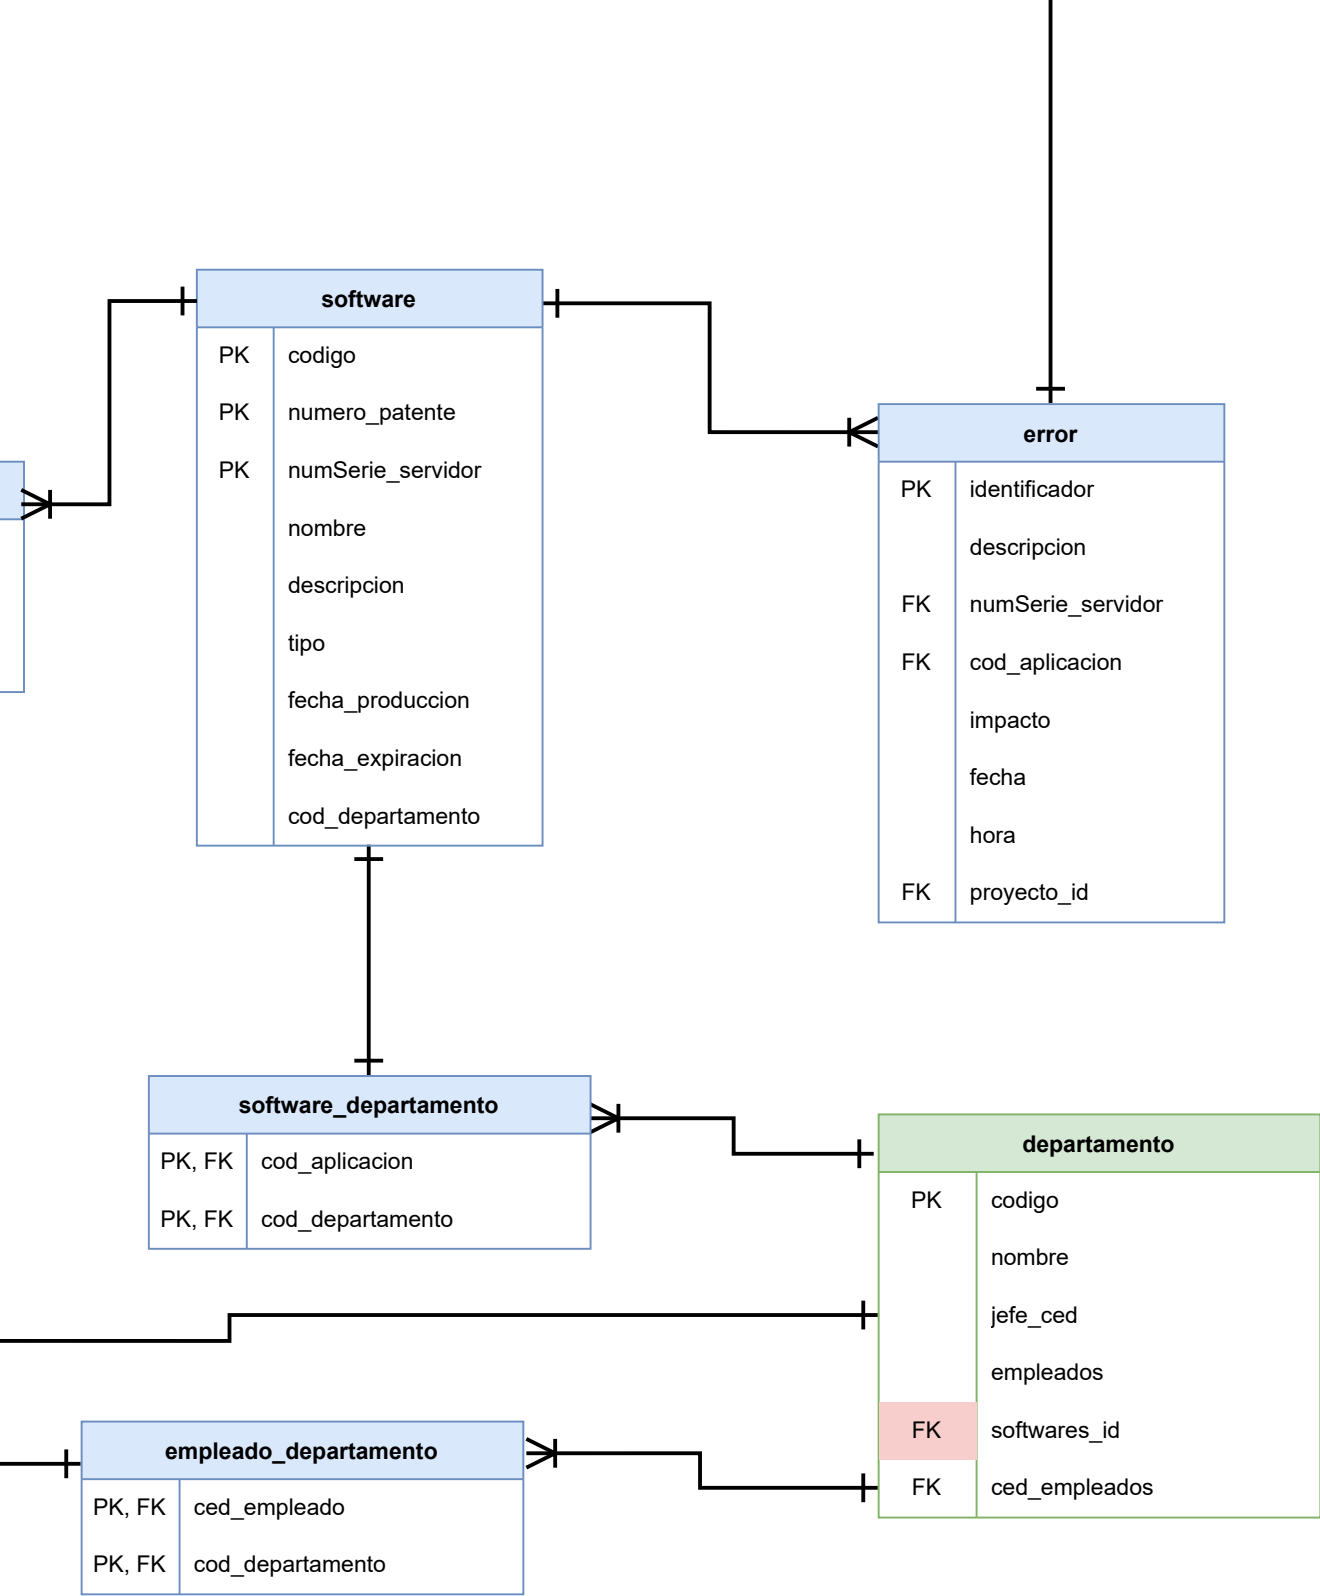 software
PK codigo
PK numero_patente
PK numSerie_servidor
nombre
descripcion
tipo
fecha_produccion
fecha_expiracion
cod_departamento
error
PK identificador
descripcion
FK numSerie_servidor
FK cod_aplicacion
impacto
fecha
hora
FK proyecto_id
software_departamento
PK, FK cod_aplicacion
PK, FK cod_departamento
departamento
PK codigo
nombre
jefe_ced
empleados
FK softwares_id
FK ced_empleados
empleado_departamento
PK, FK ced_empleado
PK, FK cod_departamento